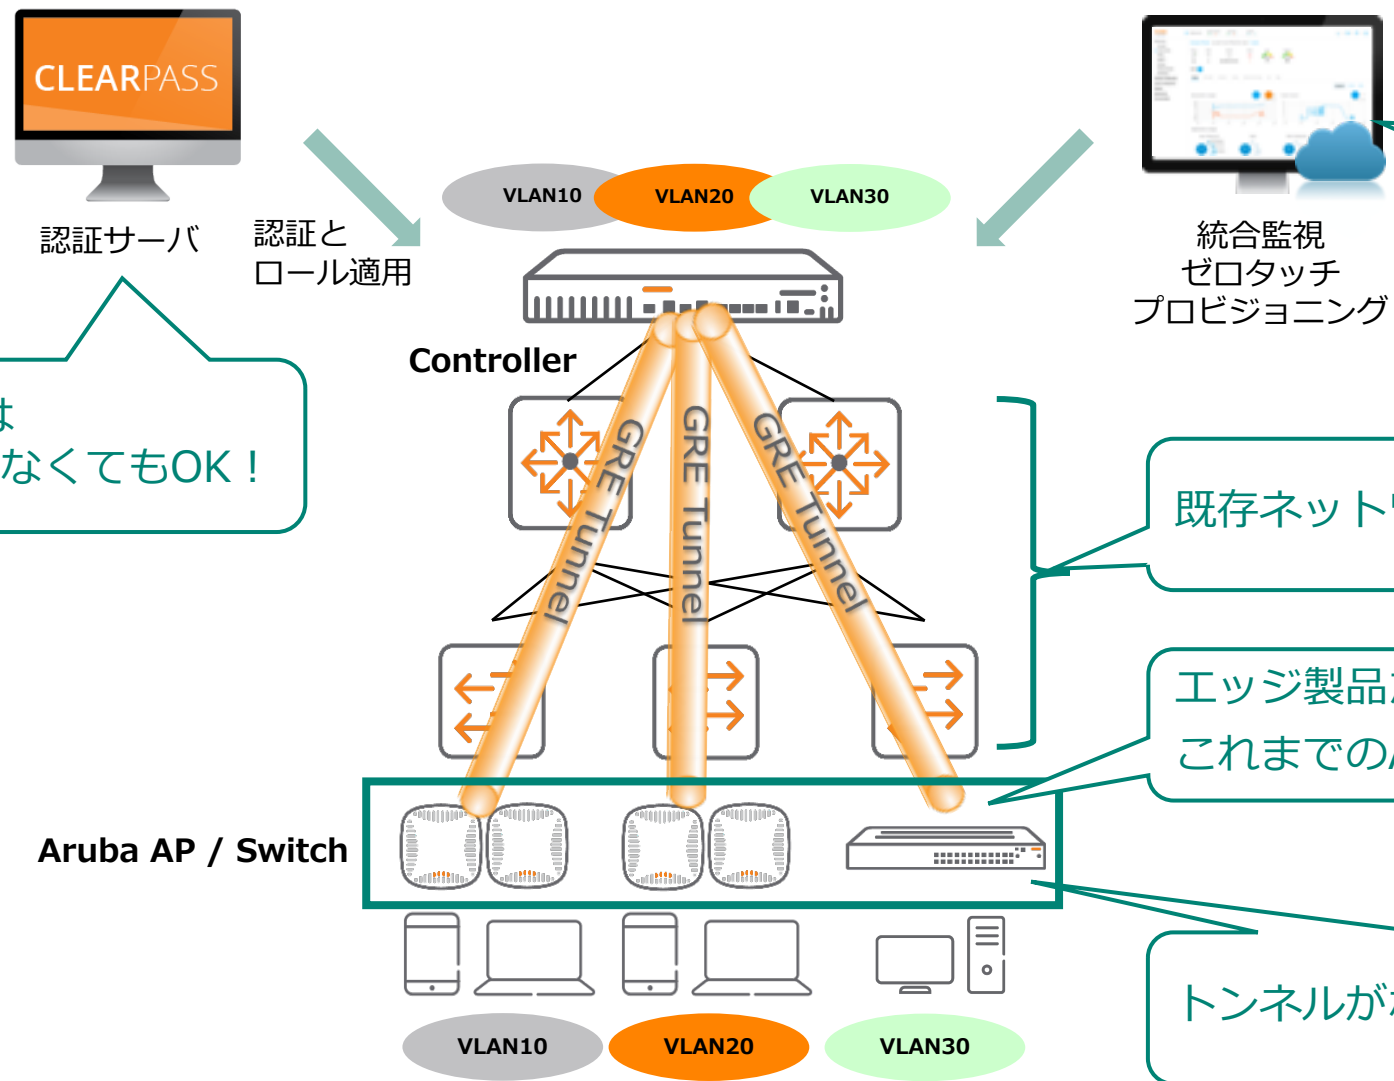 CLEARPASS
認証サーバ
認証と
ロール適用
VLAN10
VLAN20
VLAN30
統合監視
ゼロタッチ
プロビジョニング
Controller
は
なくてもOK！
GRE Tunnel
GRE Tunnel
GRE Tunnel
既存ネット
エッジ製品
これまでの
Aruba AP / Switch
トンネルが
VLAN10
VLAN20
VLAN30